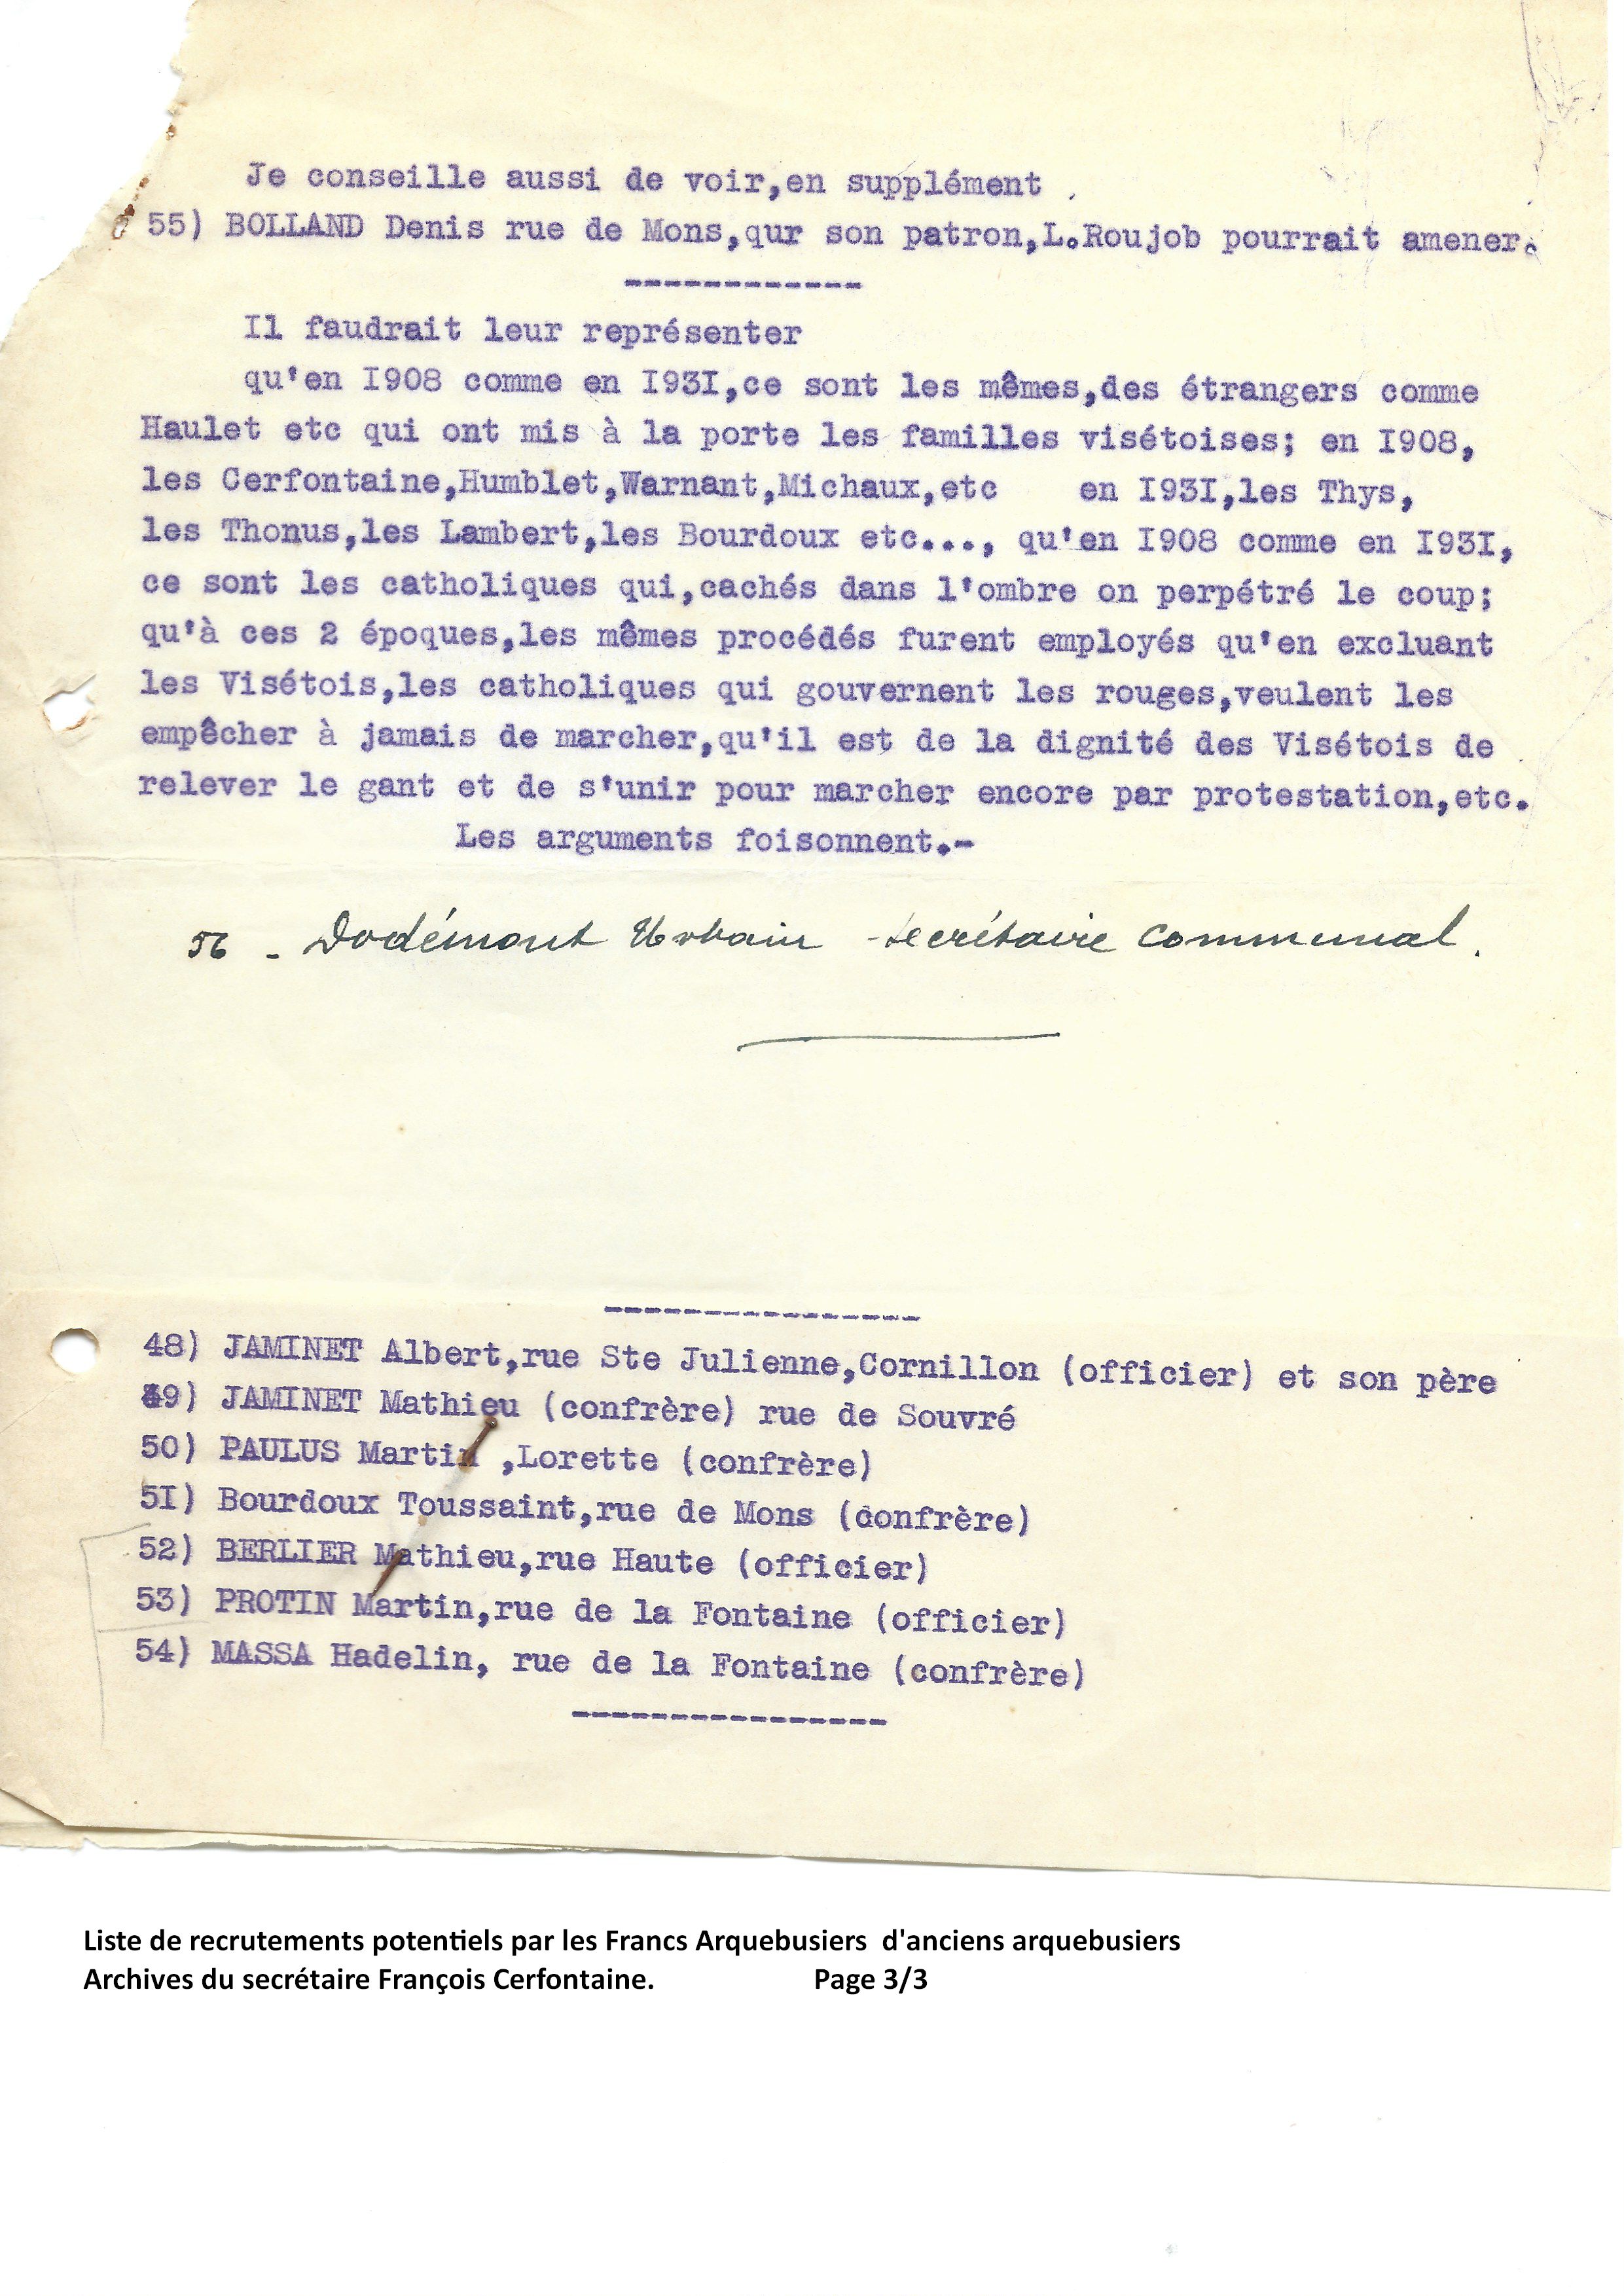 Je conseille aussi de voir,en supplément
55) BOLLAND Denis rue de Mons,qur son patron,L.Roujob pourrait amener.
------------
Il faudrait leur représenter
qu'en I908 comme en I93I,ce sont les mêmes,des étrangers comme
Haulet etc qui ont mis à la porte les familles visétoises; en I908,
les Cerfontaine,Humblet,Warnant,Michaux,etc en I93I,les Thys,
les Thonus,les Lambert,les Bourdoux etc..., qu'en I908 comme en I93I,
ce sont les catholiques qui,cachés dans l'ombre on perpétré le coup;
qu'à ces 2 époques,les mêmes procédés furent employés qu'en excluant
les Visétois,les catholiques qui gouvernent les rouges,veulent les
empêcher à jamais de marcher,qu'il est de la dignité des Visétois de
relever le gant et de s'unir pour marcher encore par protestation,etc.
Les arguments foisonnent.-
56 - Dodémont Urbain - secrétaire communal.
----------------
48) JAMINET Albert,rue Ste Julienne,Cornillon (officier) et son père
49) JAMINET Mathieu (confrère) rue de Souvré
50) PAULUS Martin ,Lorette (confrère)
5I) Bourdoux Toussaint,rue de Mons (confrère)
52) BERLIER Mathieu,rue Haute (officier)
53) PROTIN Martin,rue de la Fontaine (officier)
54) MASSA Hadelin, rue de la Fontaine (confrère)
----------------
Liste de recrutements potentiels par les Francs Arquebusiers d'anciens arquebusiers
Archives du secrétaire François Cerfontaine. Page 3/3